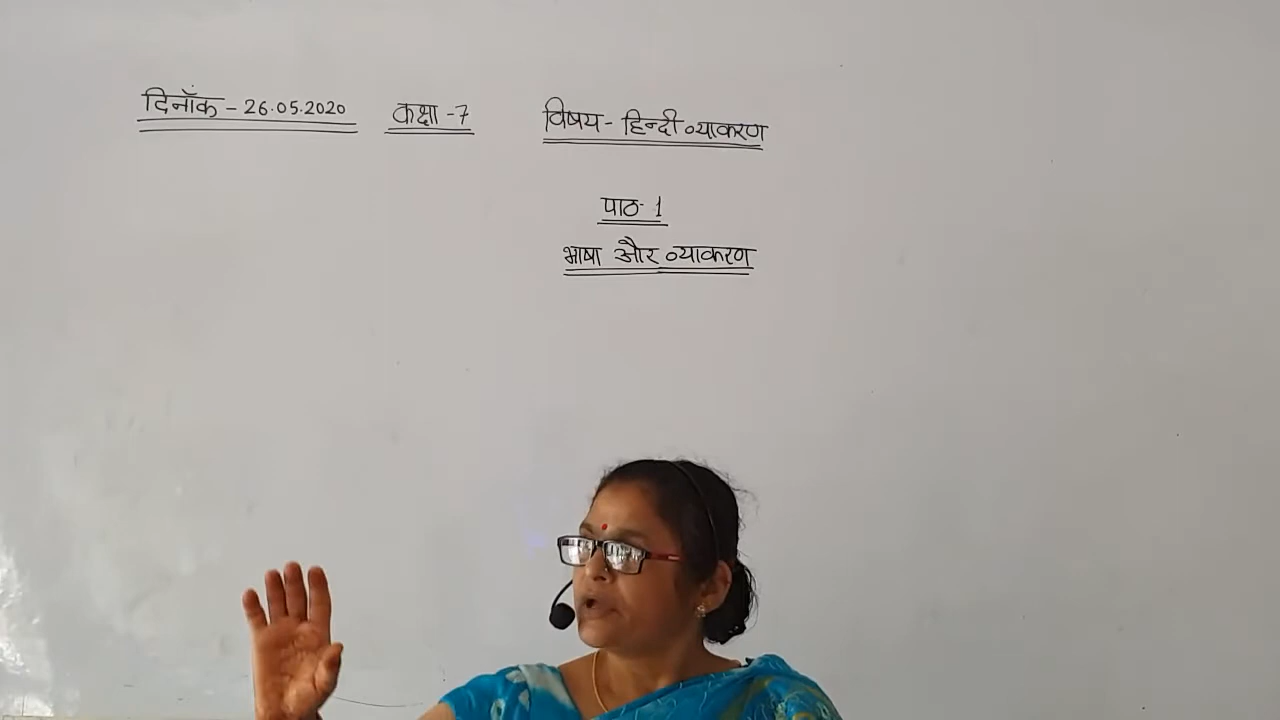 दिनाँक - 26.05.2020 कक्षा -7 विषय - हिन्दी व्याकरण
पाठ- 1
भाषा और व्याकरण